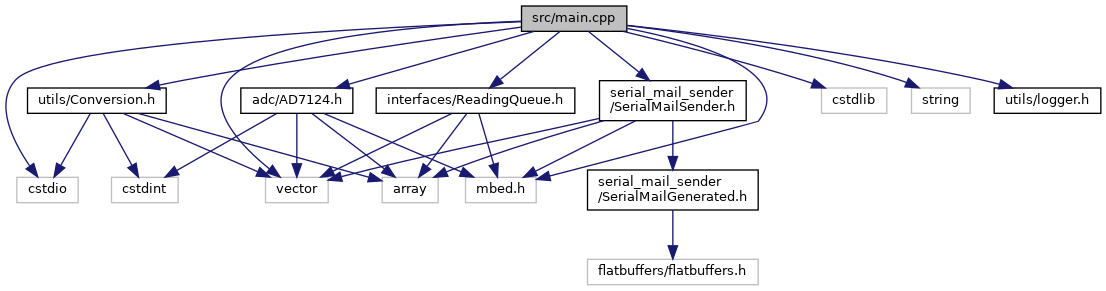 src/main.cpp
utils/Conversion.h
adc/AD7124.h
interfaces/ReadingQueue.h
serial_mail_sender
/SerialMailSender.h
cstdlib
string
utils/logger.h
cstdio
cstdint
vector
array
mbed.h
serial_mail_sender
/SerialMailGenerated.h
flatbuffers/flatbuffers.h